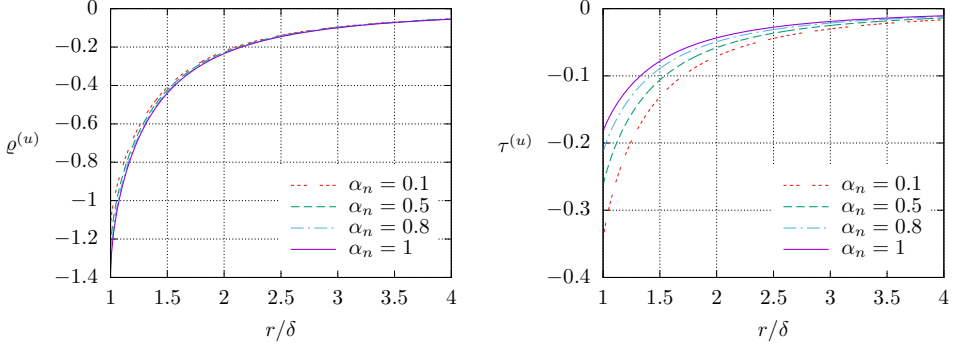 0
−0.2
−0.4
−0.6
−0.8
−1
−1.2
−1.4
ϱ^(u)
1 1.5 2 2.5 3 3.5 4
r/δ
α_n = 0.1
α_n = 0.5
α_n = 0.8
α_n = 1
0
−0.1
−0.2
−0.3
−0.4
τ^(u)
1 1.5 2 2.5 3 3.5 4
r/δ
α_n = 0.1
α_n = 0.5
α_n = 0.8
α_n = 1